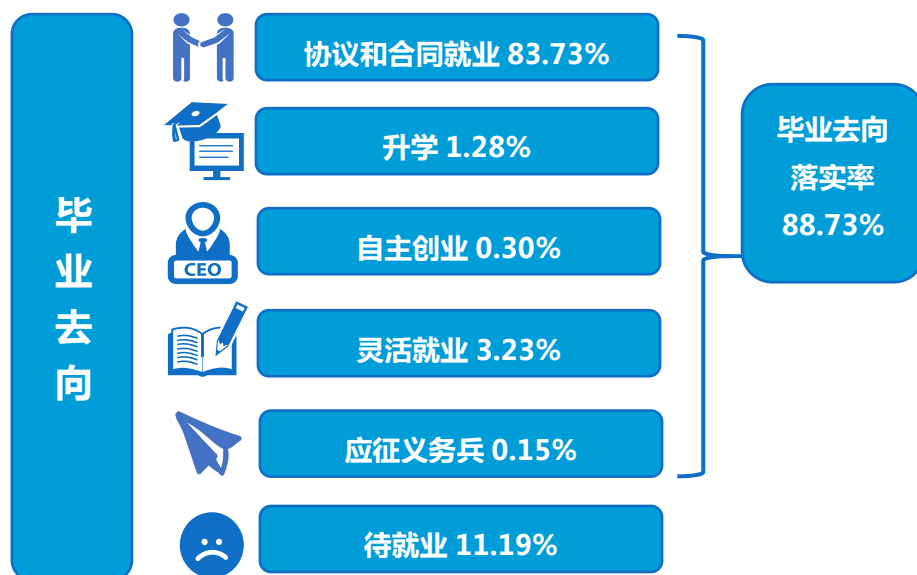 毕业去向
协议和合同就业 83.73%
升学 1.28%
CEO
自主创业 0.30%
灵活就业 3.23%
应征义务兵 0.15%
待就业 11.19%
毕业去向
落实率
88.73%